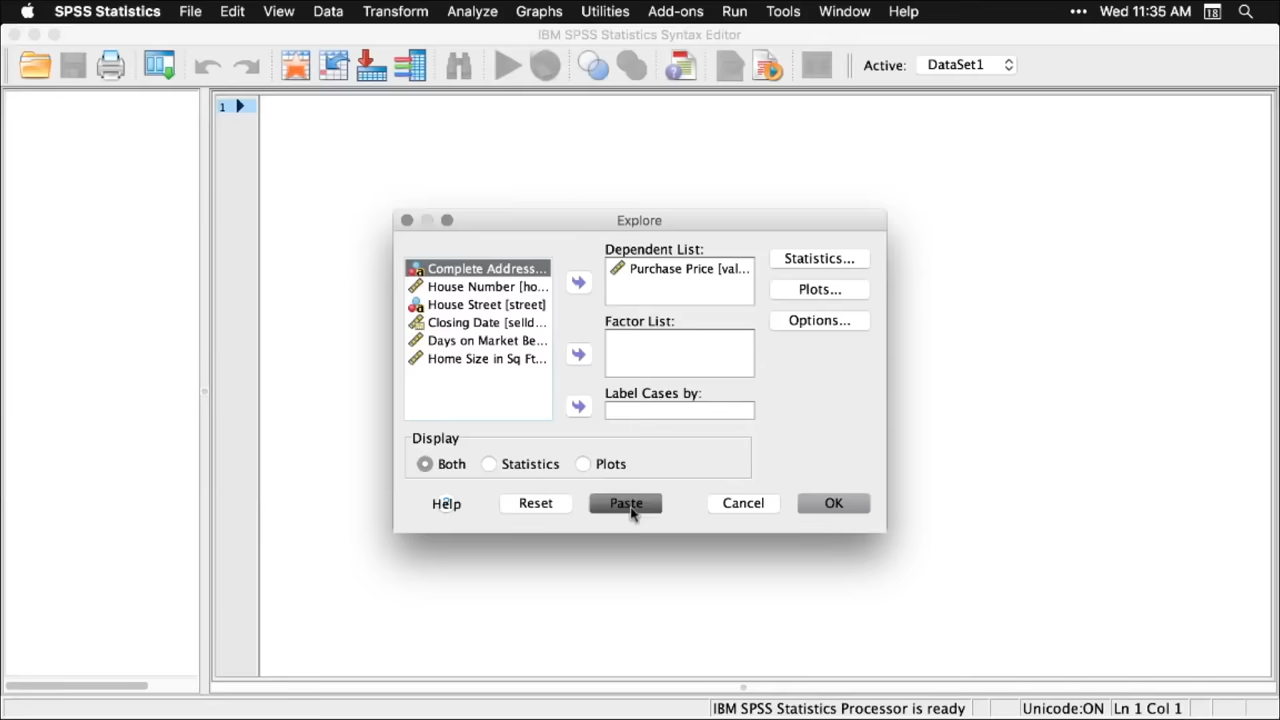 SPSS Statistics File Edit View Data Transform Analyze Graphs Utilities Add-ons Run Tools Window Help ••• Wed 11:35 AM 18
IBM SPSS Statistics Syntax Editor
Active: DataSet1
1
Explore
Dependent List:
Complete Address...
House Number [ho...
House Street [street]
Closing Date [selld...
Days on Market Be...
Home Size in Sq Ft...
Purchase Price [val...
Factor List:
Label Cases by:
Statistics...
Plots...
Options...
Display
Both Statistics Plots
Help Reset Paste Cancel OK
IBM SPSS Statistics Processor is ready Unicode:ON Ln 1 Col 1